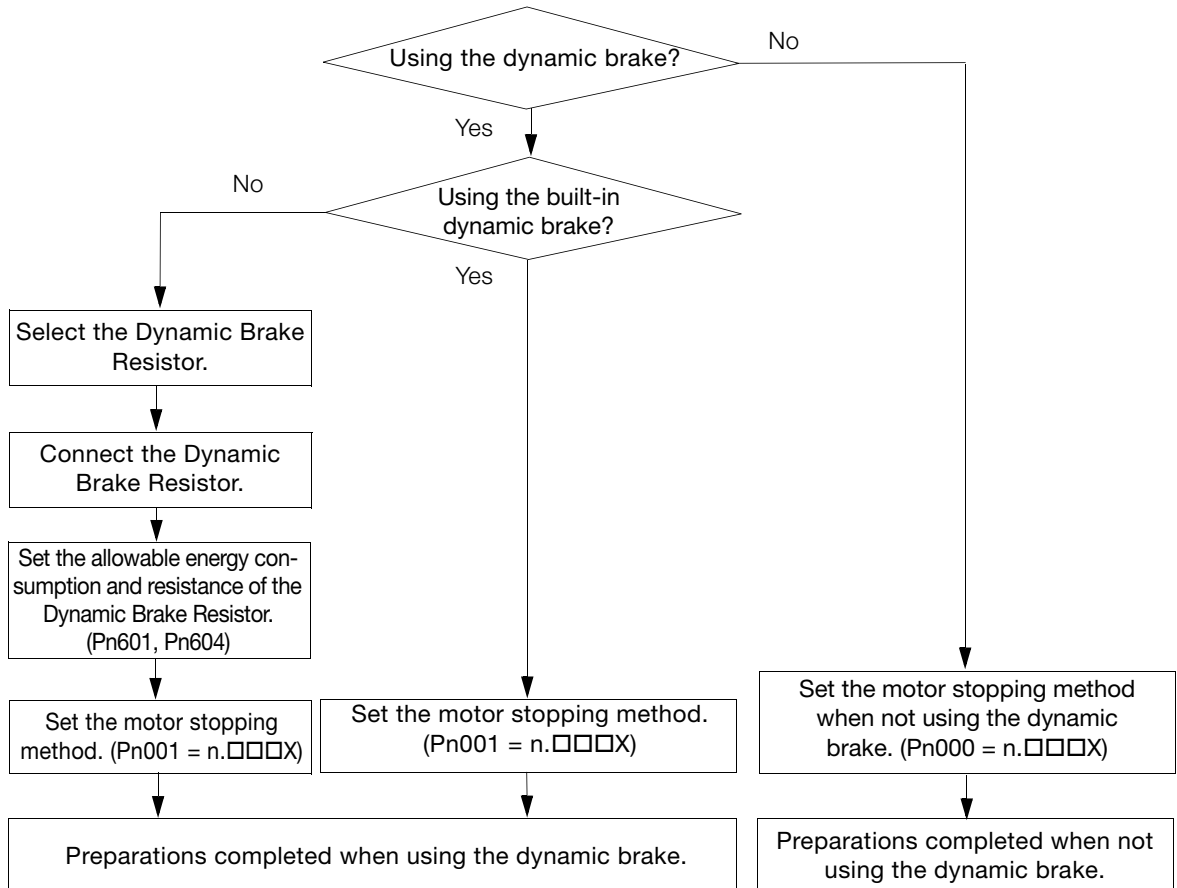 Using the dynamic brake?
No
Yes
Using the built-in
dynamic brake?
No
Yes
Select the Dynamic Brake
Resistor.
Connect the Dynamic
Brake Resistor.
Set the allowable energy con-
sumption and resistance of the
Dynamic Brake Resistor.
(Pn601, Pn604)
Set the motor stopping
method. (Pn001 = n.□□□X)
Set the motor stopping method.
(Pn001 = n.□□□X)
Set the motor stopping method
when not using the dynamic
brake. (Pn000 = n.□□□X)
Preparations completed when using the dynamic brake.
Preparations completed when not
using the dynamic brake.